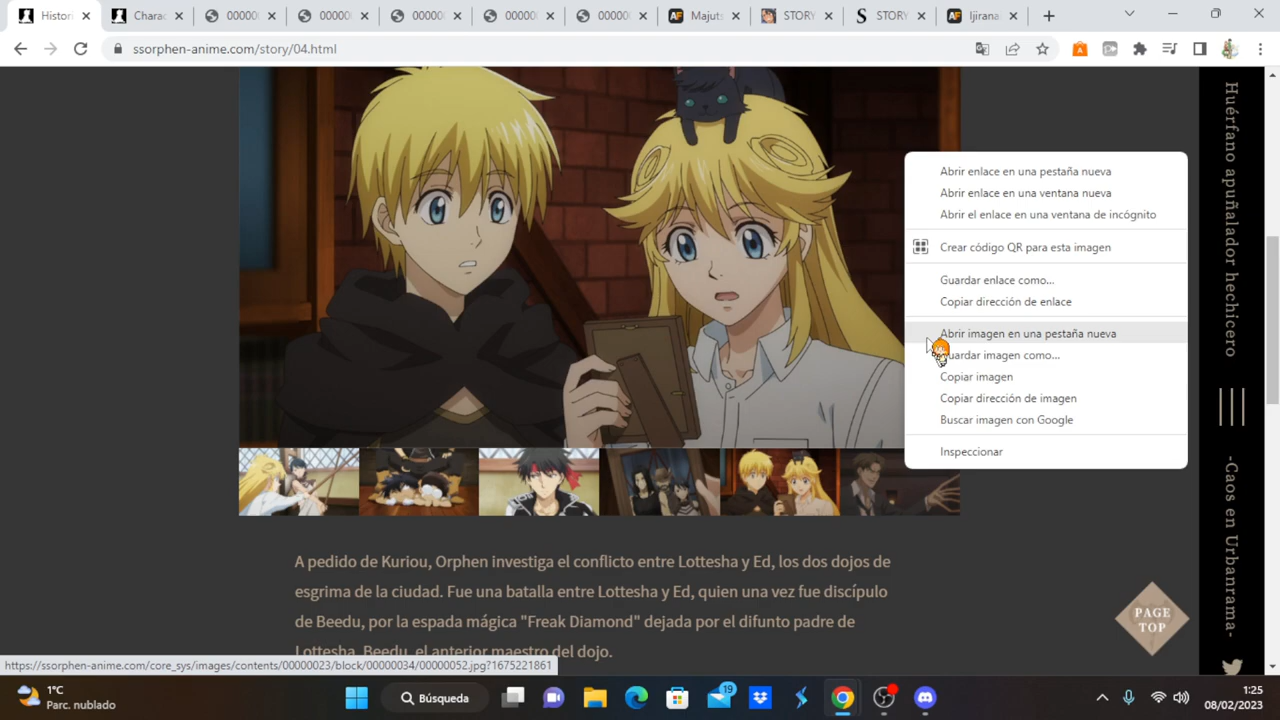 Histori
Charac
00000
00000
00000
00000
00000
Majuts
STORY
STORY
Ijirana
ssorphen-anime.com/story/04.html
Huérfano apuñalador hechicero
-Caos en Urbanrama-
Abrir enlace en una pestaña nueva
Abrir enlace en una ventana nueva
Abrir el enlace en una ventana de incógnito
Crear código QR para esta imagen
Guardar enlace como...
Copiar dirección de enlace
Abrir imagen en una pestaña nueva
uardar imagen como...
Copiar imagen
Copiar dirección de imagen
Buscar imagen con Google
Inspeccionar
A pedido de Kuriou, Orphen investiga el conflicto entre Lottesha y Ed, los dos dojos de
esgrima de la ciudad. Fue una batalla entre Lottesha y Ed, quien una vez fue discípulo
de Beedu, por la espada mágica "Freak Diamond" dejada por el difunto padre de
Lottesha, Beedu, el anterior maestro del dojo.
PAGE
TOP
https://ssorphen-anime.com/core_sys/images/contents/00000023/block/00000034/00000052.jpg?1675221861
1°C
Parc. nublado
Búsqueda
19
1:25
08/02/2023